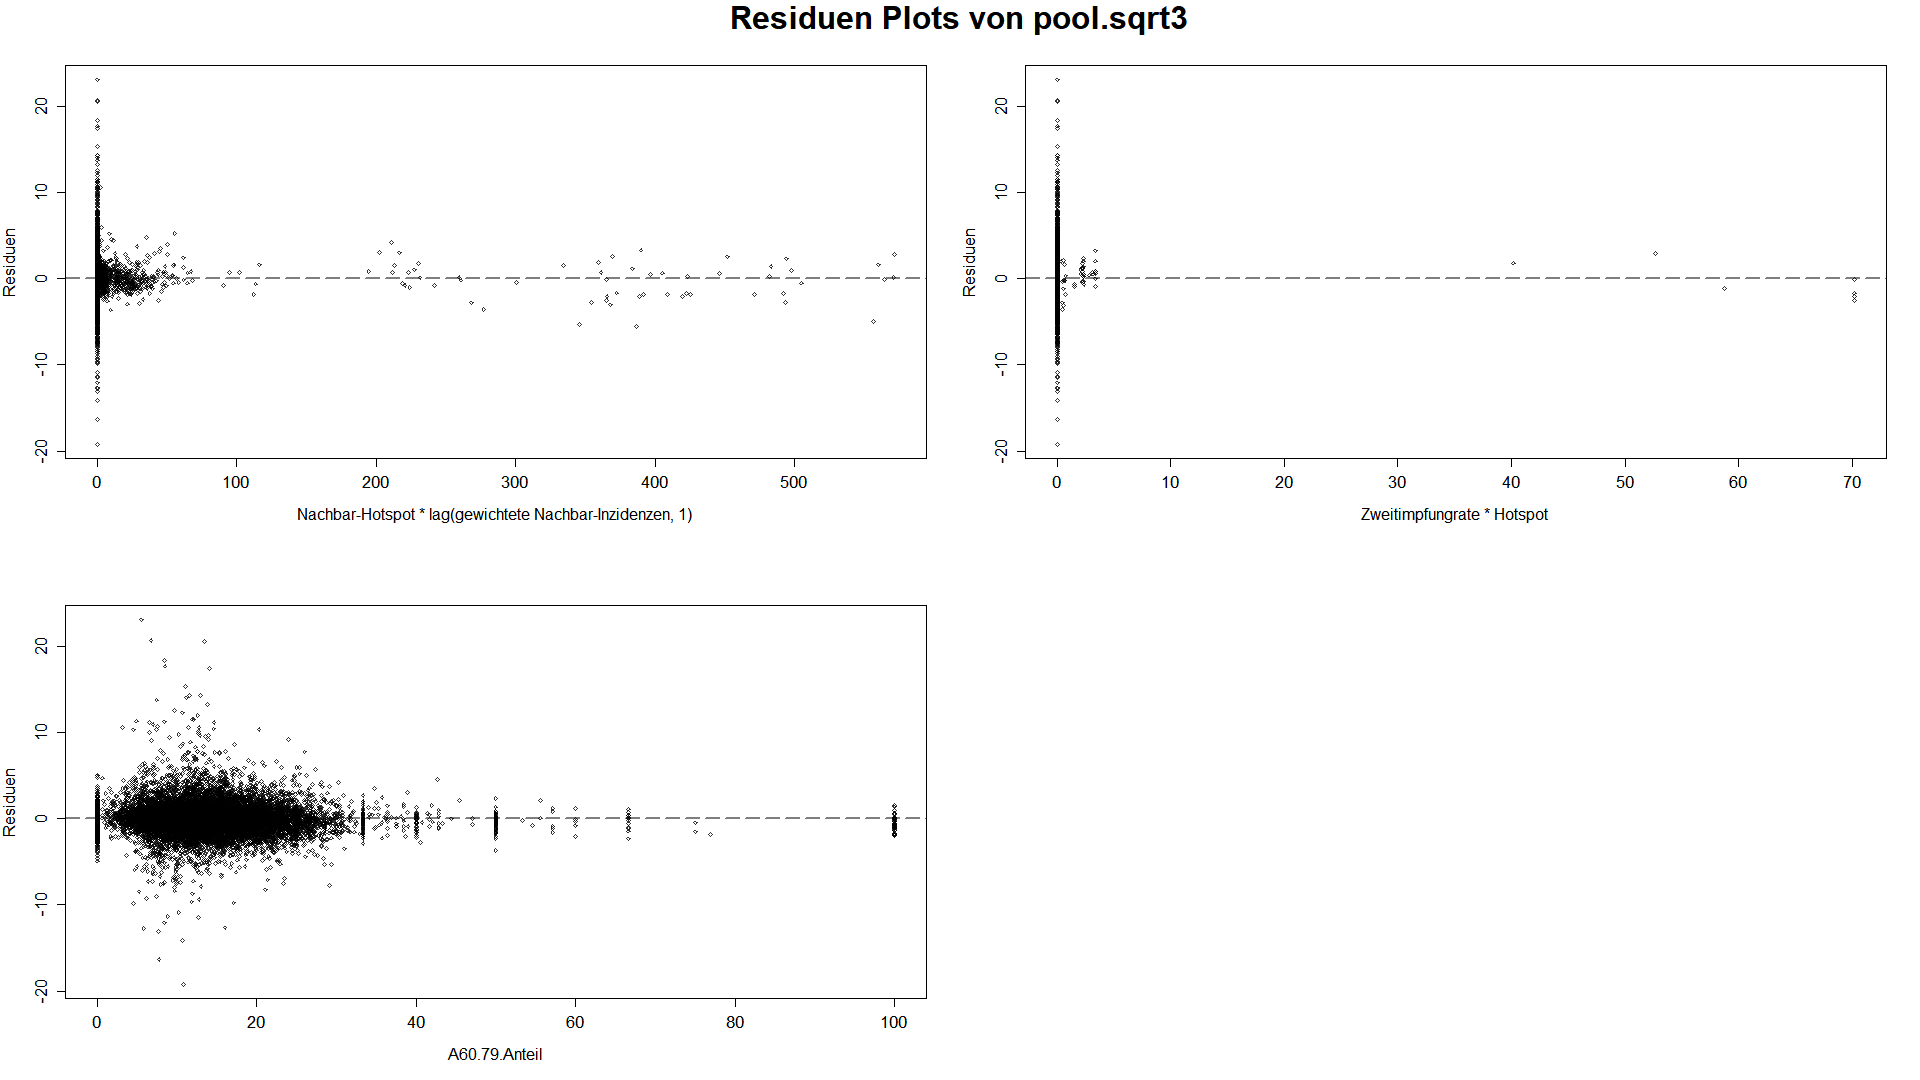 Residuen Plots von pool.sqrt3
Residuen
20
10
0
-10
-20
0 100 200 300 400 500
Nachbar-Hotspot * lag(gewichtete Nachbar-Inzidenzen, 1)
Residuen
20
10
0
-10
-20
0 10 20 30 40 50 60 70
Zweitimpfungrate * Hotspot
Residuen
20
10
0
-10
-20
0 20 40 60 80 100
A60.79.Anteil